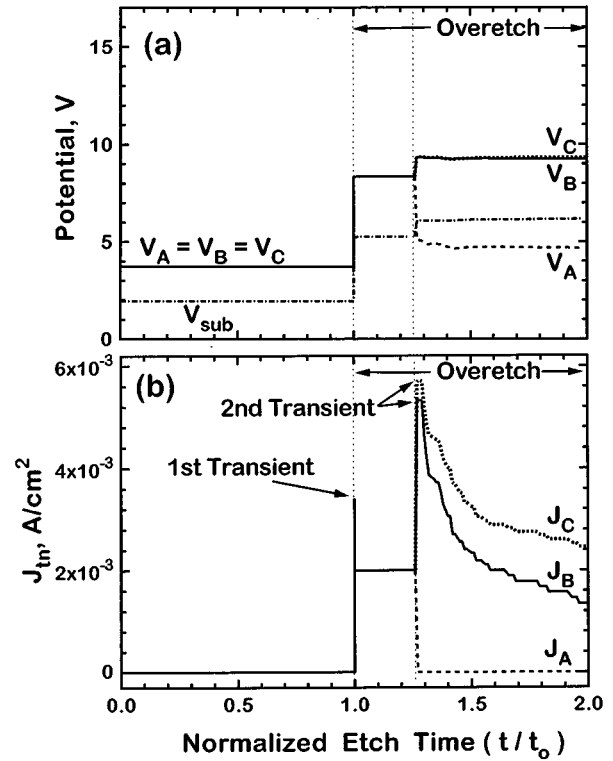 (a)
Overetch
15
10
5
0
Potential, V
V_C
V_B
V_A = V_B = V_C
V_A
V_sub
(b)
Overetch
6x10^-3
4x10^-3
2x10^-3
0
J_tn, A/cm^2
2nd Transient
1st Transient
J_C
J_B
J_A
0.0 0.5 1.0 1.5 2.0
Normalized Etch Time ( t / t_o )